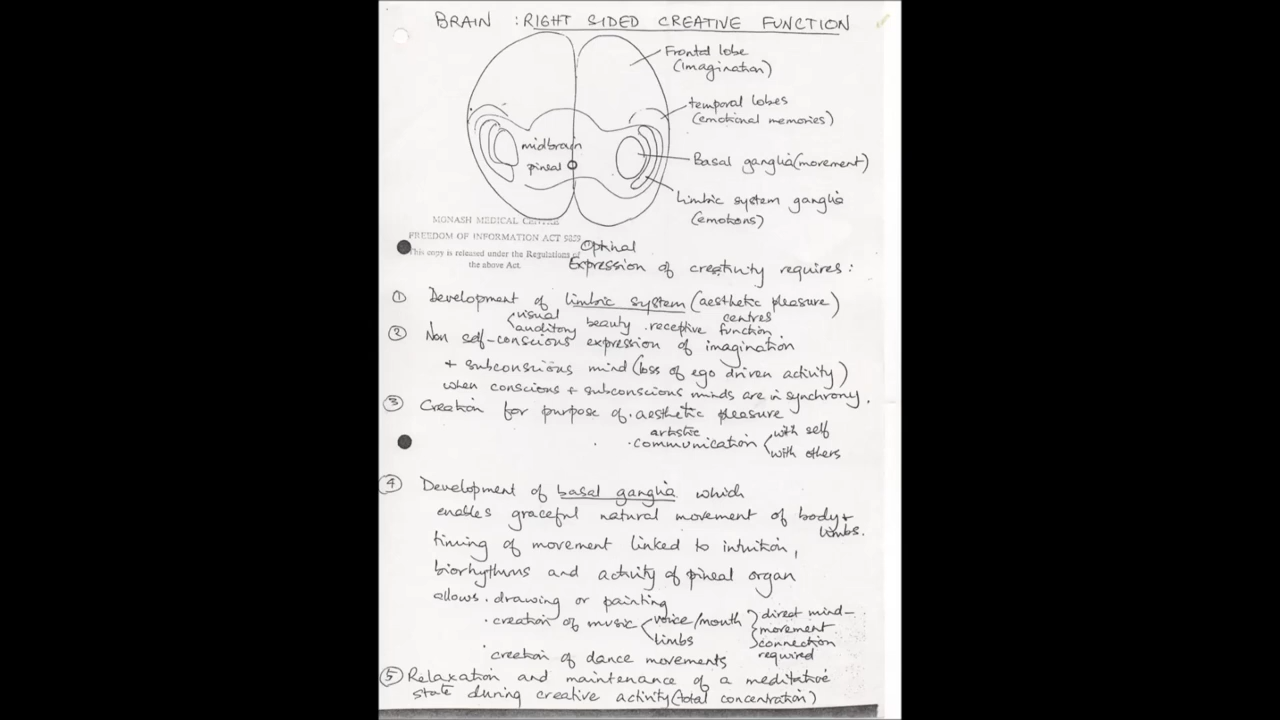 BRAIN : RIGHT SIDED CREATIVE FUNCTION
Frontal lobe
(imagination)
temporal lobes
(emotional memories)
midbrain
pineal
Basal ganglia (movement)
limbic system ganglia
(emotions)
MONASH MEDICAL CENTRE
FREEDOM OF INFORMATION ACT
This copy is released under the Regulations of
the above Act.
Optimal
Expression of creativity requires :
① Development of limbic system (aesthetic pleasure)
visual centres
auditory beauty . receptive function .
② Non self-conscious expression of imagination
+ subconscious mind (loss of ego driven activity)
when conscious + subconscious minds are in synchrony.
③ Creation for purpose of . aesthetic pleasure
artistic with self
. communication
with others
④ Development of basal ganglia which
enables graceful natural movement of body +
limbs.
timing of movement linked to intuition,
biorhythms and activity of pineal organ
allows . drawing or painting
. creation of music voice/mouth direct mind-
limbs movement
connection
. creation of dance movements required
⑤ Relaxation and maintenance of a meditative
state during creative activity (total concentration)